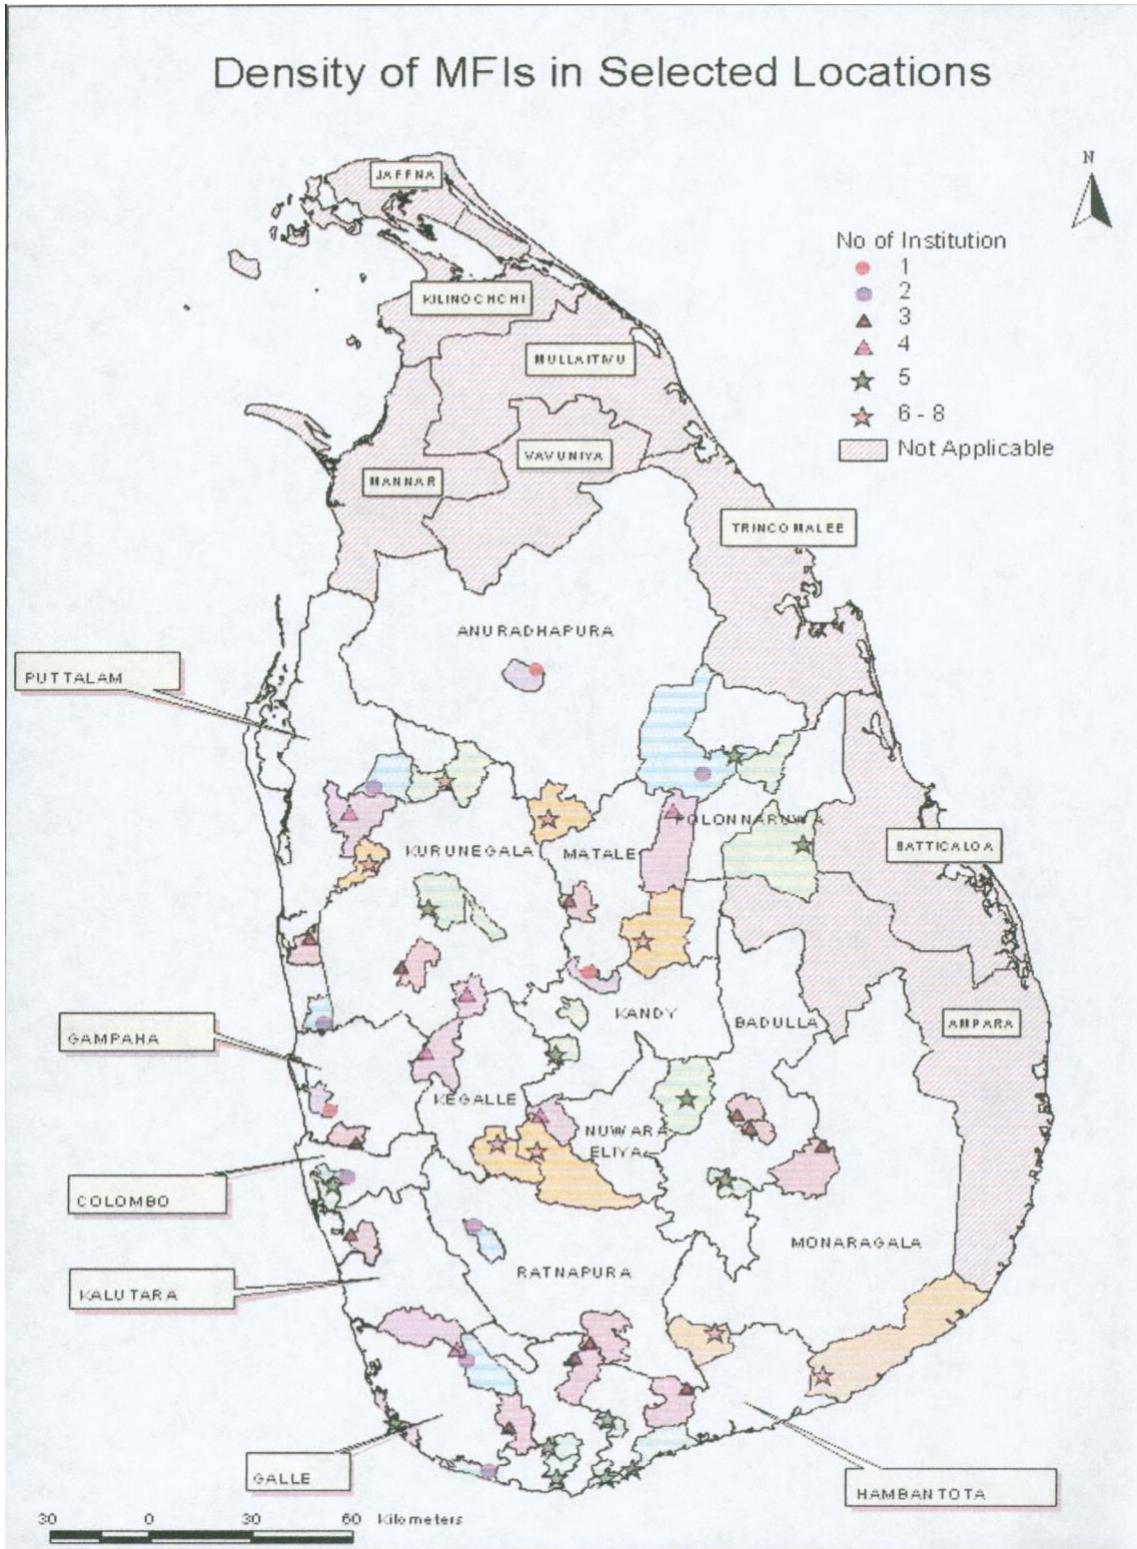 Density of MFIs in Selected Locations
JAFFNA
N
No of Institution
1
2
3
4
5
6 - 8
Not Applicable
KILINOCHCHI
MULLAITIVU
VAVUNIYA
MANNAR
TRINCOMALEE
ANURADHAPURA
PUTTALAM
POLONNARUWA
KURUNEGALA
MATALE
BATTICALOA
KANDY
BADULLA
AMPARA
GAMPAHA
KEGALLE
NUWARA
ELIYA
COLOMBO
MONARAGALA
RATNAPURA
KALUTARA
GALLE
HAMBANTOTA
30 0 30 60 Kilometers